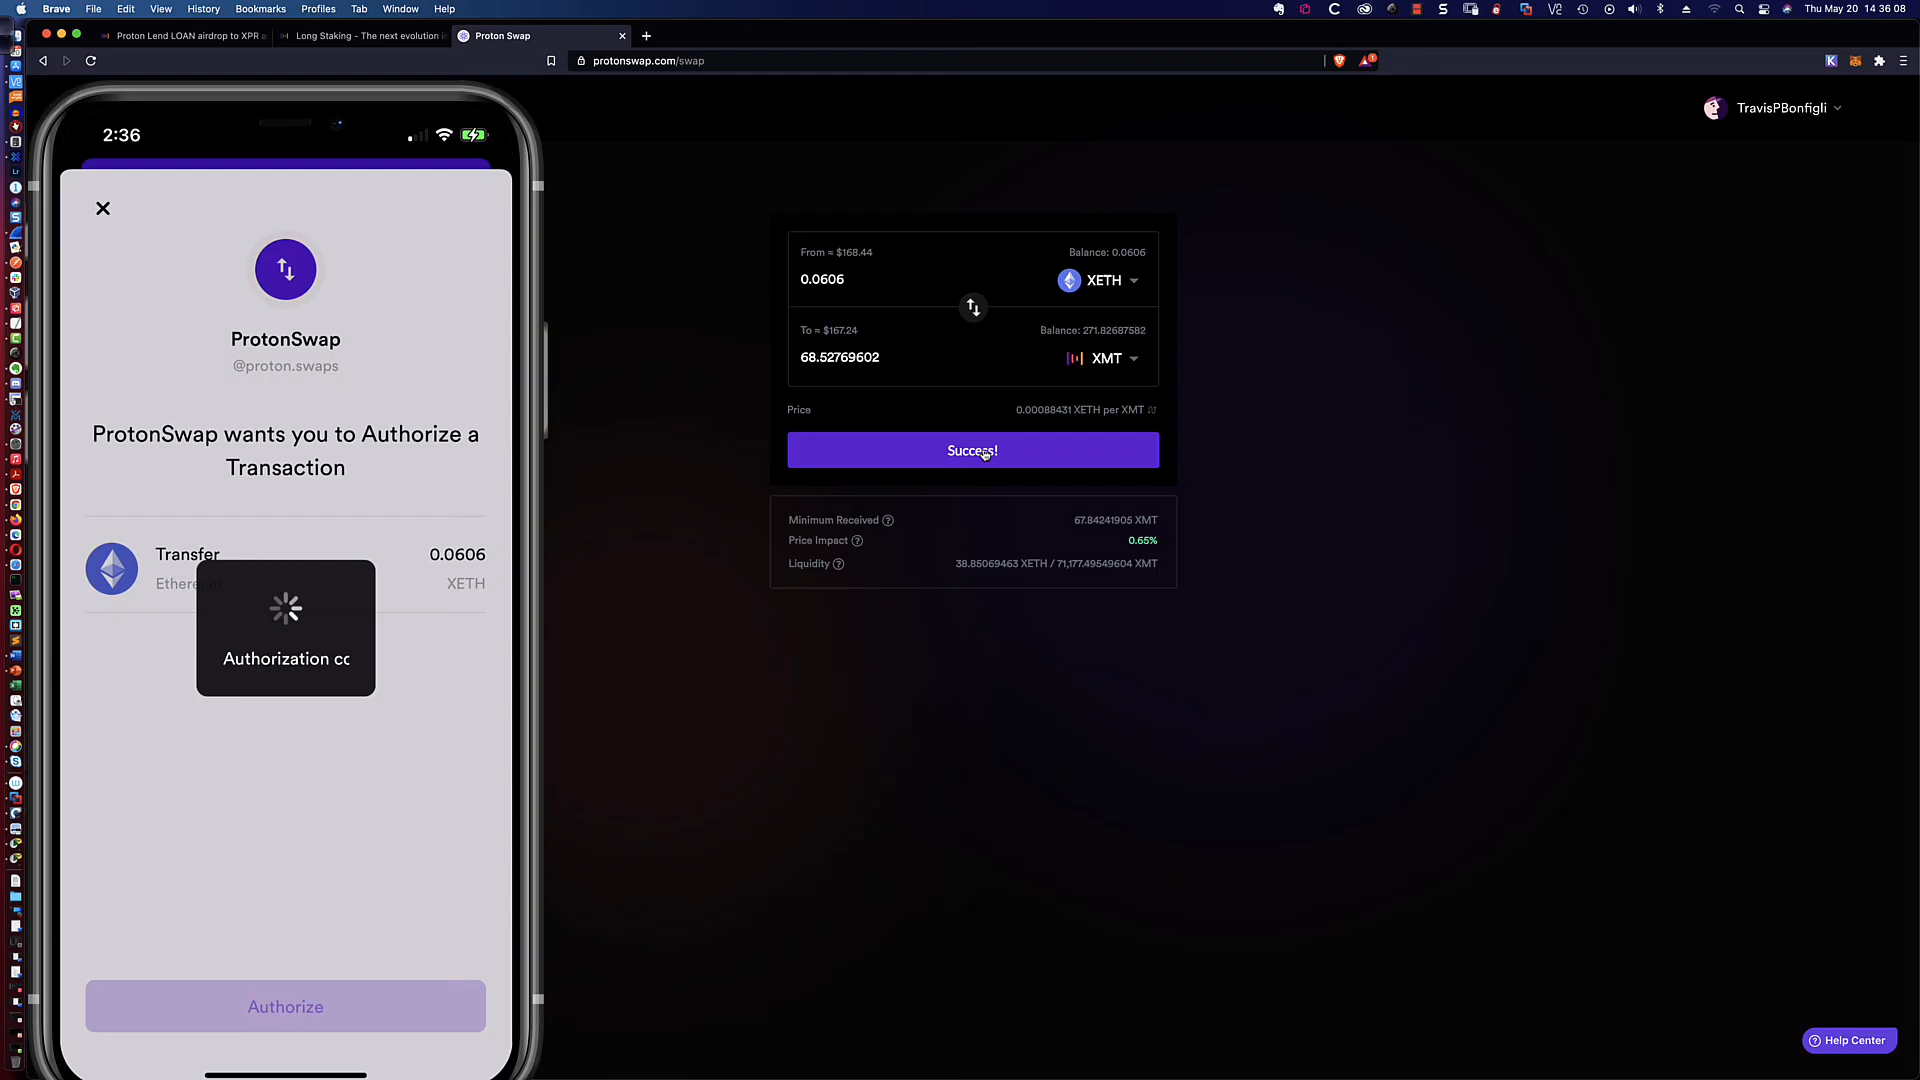 Brave File Edit View History Bookmarks Profiles Tab Window Help
Thu May 20 14 36 08
Proton Lend LOAN airdrop to XPR a
Long Staking - The next evolution i
Proton Swap
protonswap.com/swap
TravisPBonfigli
2:36
ProtonSwap
@proton.swaps
ProtonSwap wants you to Authorize a
Transaction
Transfer 0.0606
Ethereum XETH
Authorization cc
Authorize
From ≈ $168.44 Balance: 0.0606
0.0606 XETH
To ≈ $167.24 Balance: 271.82687582
68.52769602 XMT
Price 0.00088431 XETH per XMT
Success!
Minimum Received 67.84241905 XMT
Price Impact 0.65%
Liquidity 38.85069463 XETH / 71,177.49549604 XMT
Help Center